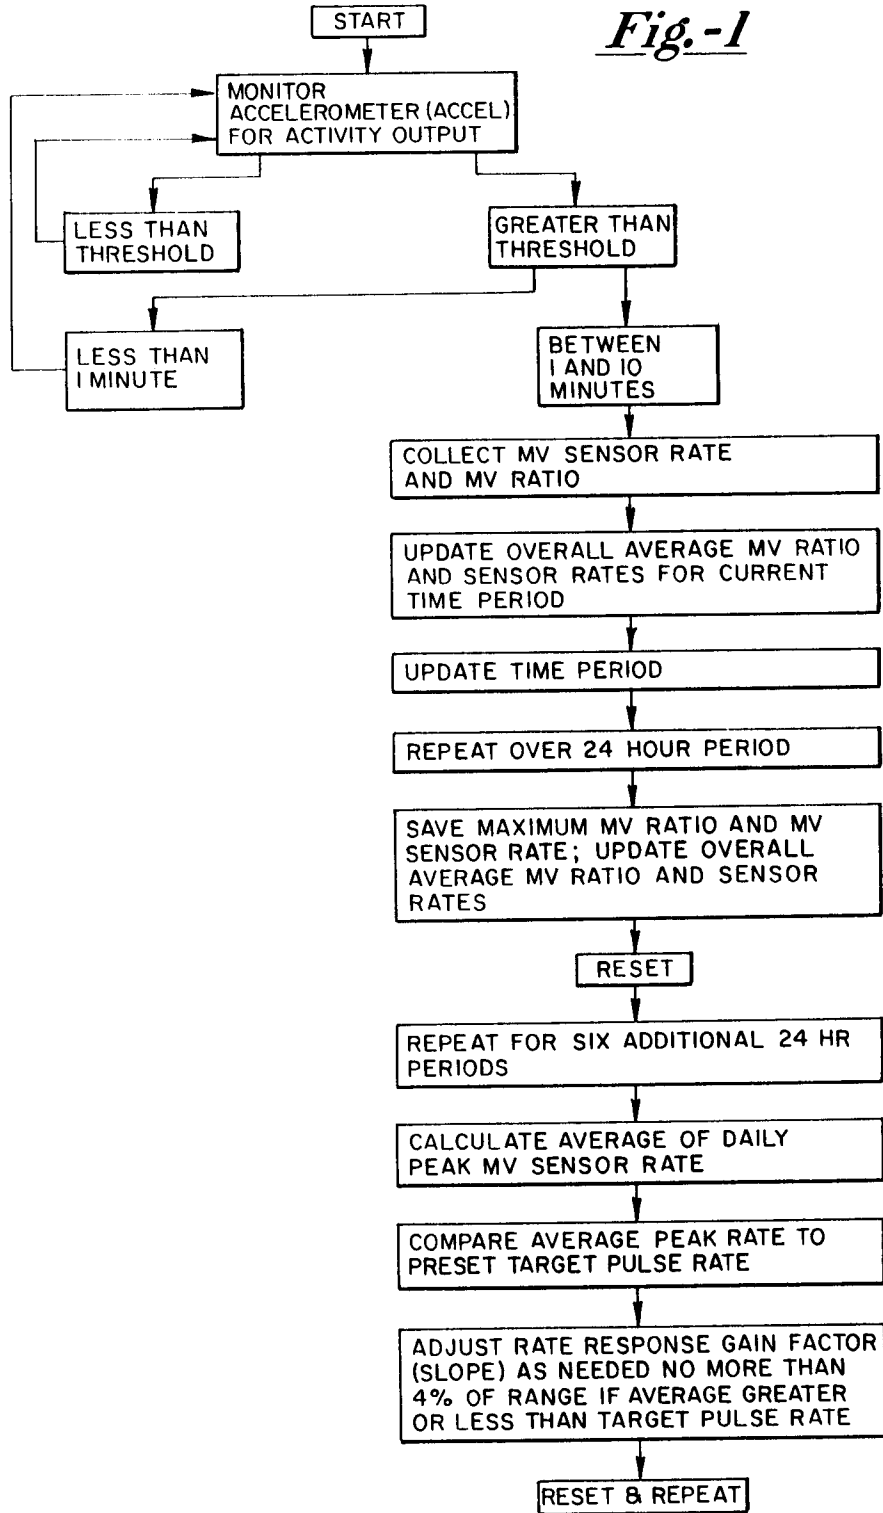 START
Fig.-1
MONITOR
ACCELEROMETER (ACCEL)
FOR ACTIVITY OUTPUT
LESS THAN
THRESHOLD
GREATER THAN
THRESHOLD
LESS THAN
1 MINUTE
BETWEEN
1 AND 10
MINUTES
COLLECT MV SENSOR RATE
AND MV RATIO
UPDATE OVERALL AVERAGE MV RATIO
AND SENSOR RATES FOR CURRENT
TIME PERIOD
UPDATE TIME PERIOD
REPEAT OVER 24 HOUR PERIOD
SAVE MAXIMUM MV RATIO AND MV
SENSOR RATE; UPDATE OVERALL
AVERAGE MV RATIO AND SENSOR
RATES
RESET
REPEAT FOR SIX ADDITIONAL 24 HR
PERIODS
CALCULATE AVERAGE OF DAILY
PEAK MV SENSOR RATE
COMPARE AVERAGE PEAK RATE TO
PRESET TARGET PULSE RATE
ADJUST RATE RESPONSE GAIN FACTOR
(SLOPE) AS NEEDED NO MORE THAN
4% OF RANGE IF AVERAGE GREATER
OR LESS THAN TARGET PULSE RATE
RESET & REPEAT